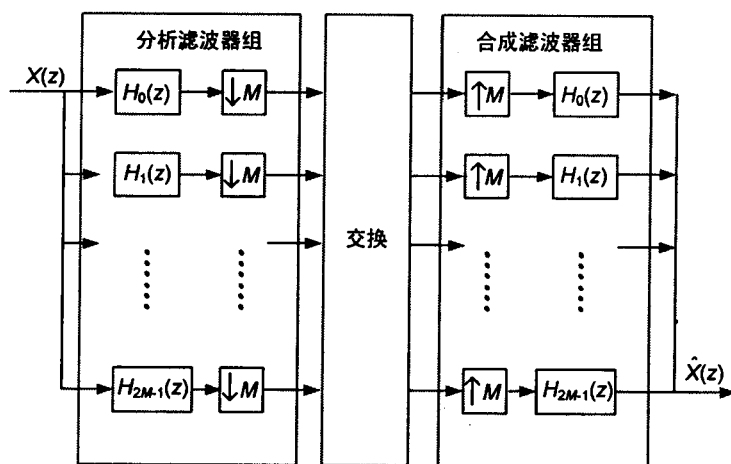 分析滤波器组
合成滤波器组
X(z)
H₀(z)
↓M
↑M
H₀(z)
H₁(z)
↓M
↑M
H₁(z)
交换
H₂ₘ₋₁(z)
↓M
↑M
H₂ₘ₋₁(z)
X̂(z)